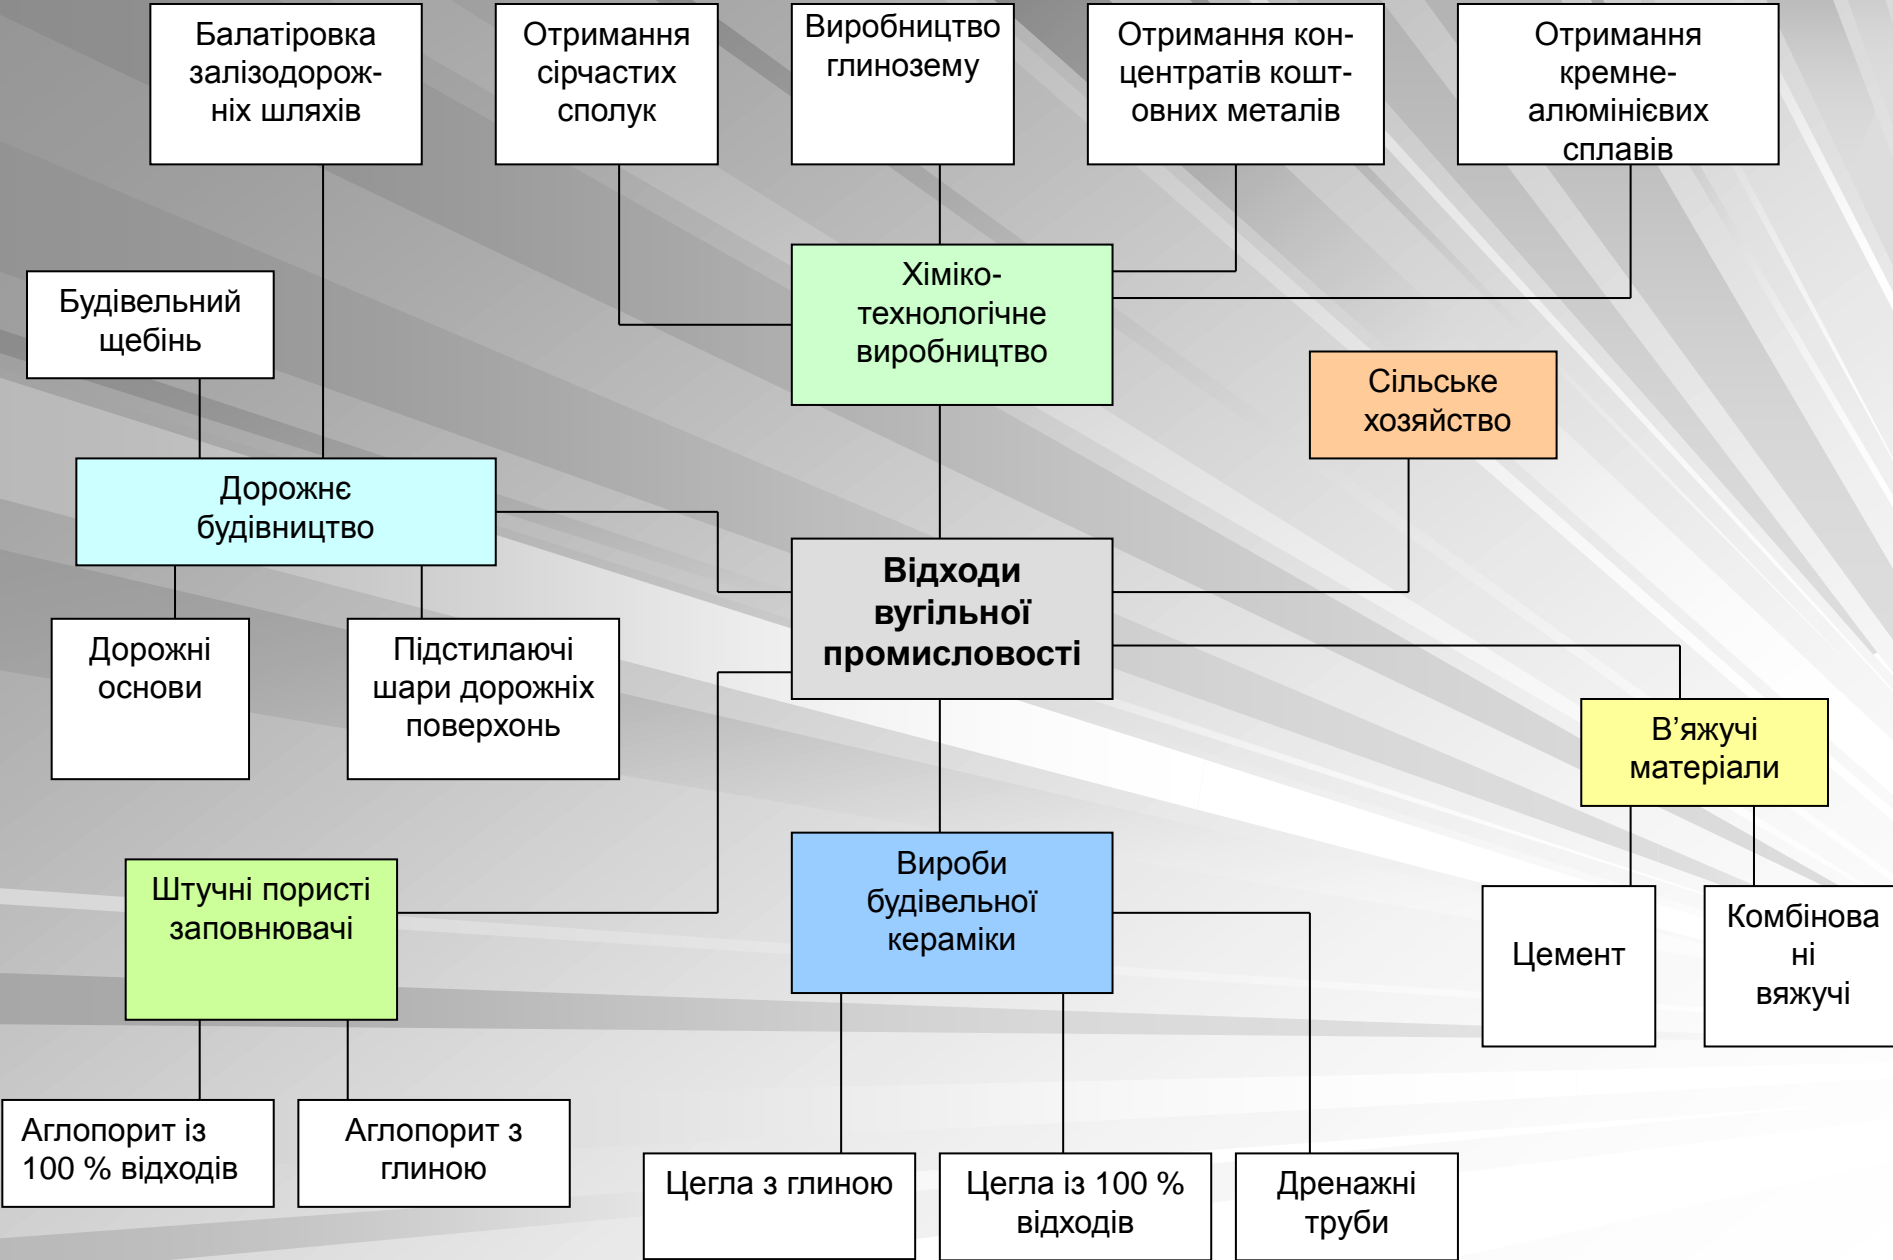 Балатіровка
залізодорож-
ніх шляхів
Отримання
сірчастих
сполук
Виробництво
глинозему
Отримання кон-
центратів кошт-
овних металів
Отримання
кремне-
алюмінієвих
сплавів
Будівельний
щебінь
Хіміко-
технологічне
виробництво
Сільське
хозяйство
Дорожнє
будівництво
Відходи
вугільної
промисловості
Дорожні
основи
Підстилаючі
шари дорожніх
поверхонь
В’яжучі
матеріали
Штучні пористі
заповнювачі
Вироби
будівельної
кераміки
Цемент
Комбінова
ні
вяжучі
Аглопорит із
100 % відходів
Аглопорит з
глиною
Цегла з глиною
Цегла із 100 %
відходів
Дренажні
труби